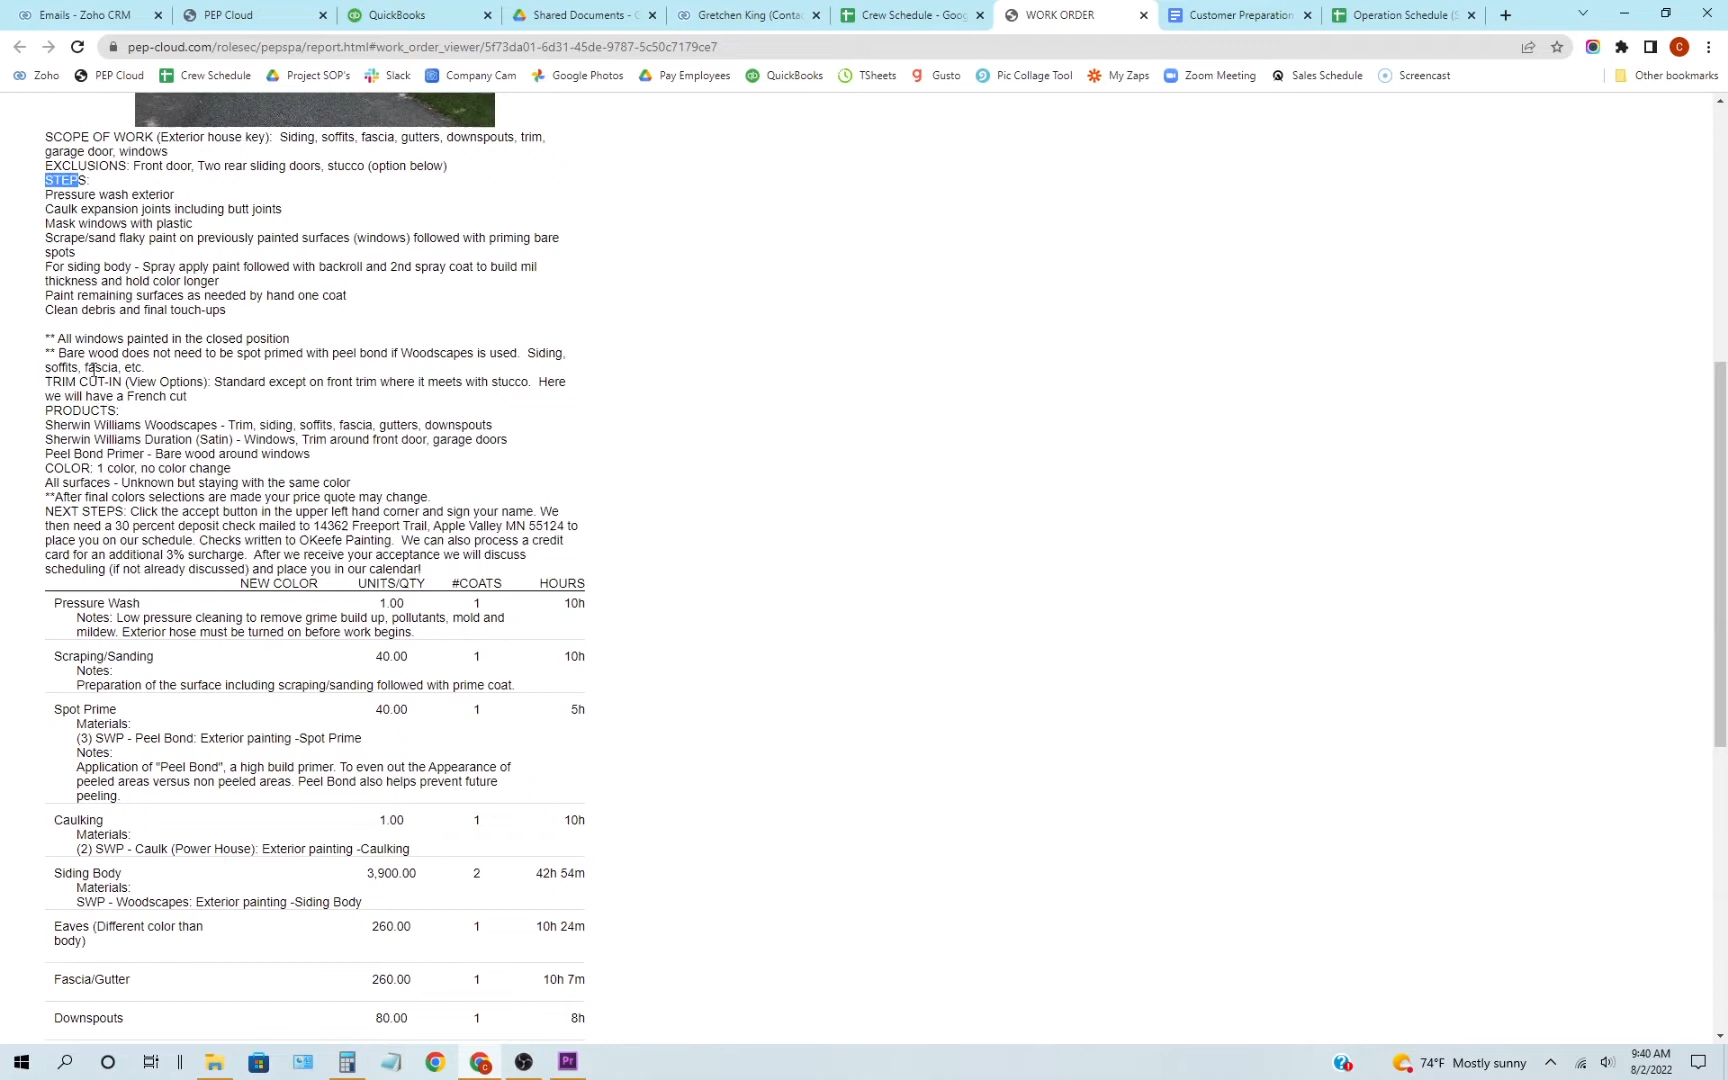 Emails - Zoho CRM
PEP Cloud
QuickBooks
Shared Documents - G
Gretchen King (Contac
Crew Schedule - Goog
WORK ORDER
Customer Preparation
Operation Schedule (S
pep-cloud.com/rolesec/pepspa/report.html#work_order_viewer/5f73da01-6d31-45de-9787-5c50c7179ce7
C
Zoho PEP Cloud Crew Schedule Project SOP's Slack Company Cam Google Photos Pay Employees QuickBooks TSheets Gusto Pic Collage Tool My Zaps Zoom Meeting Sales Schedule Screencast Other bookmarks
SCOPE OF WORK (Exterior house key): Siding, soffits, fascia, gutters, downspouts, trim,
garage door, windows
EXCLUSIONS: Front door, Two rear sliding doors, stucco (option below)
STEPS:
Pressure wash exterior
Caulk expansion joints including butt joints
Mask windows with plastic
Scrape/sand flaky paint on previously painted surfaces (windows) followed with priming bare
spots
For siding body - Spray apply paint followed with backroll and 2nd spray coat to build mil
thickness and hold color longer
Paint remaining surfaces as needed by hand one coat
Clean debris and final touch-ups
** All windows painted in the closed position
** Bare wood does not need to be spot primed with peel bond if Woodscapes is used. Siding,
soffits, fascia, etc.
TRIM CUT-IN (View Options): Standard except on front trim where it meets with stucco. Here
we will have a French cut
PRODUCTS:
Sherwin Williams Woodscapes - Trim, siding, soffits, fascia, gutters, downspouts
Sherwin Williams Duration (Satin) - Windows, Trim around front door, garage doors
Peel Bond Primer - Bare wood around windows
COLOR: 1 color, no color change
All surfaces - Unknown but staying with the same color
**After final colors selections are made your price quote may change.
NEXT STEPS: Click the accept button in the upper left hand corner and sign your name. We
then need a 30 percent deposit check mailed to 14362 Freeport Trail, Apple Valley MN 55124 to
place you on our schedule. Checks written to OKeefe Painting. We can also process a credit
card for an additional 3% surcharge. After we receive your acceptance we will discuss
scheduling (if not already discussed) and place you in our calendar!
NEW COLOR UNITS/QTY #COATS HOURS
Pressure Wash 1.00 1 10h
Notes: Low pressure cleaning to remove grime build up, pollutants, mold and
mildew. Exterior hose must be turned on before work begins.
Scraping/Sanding 40.00 1 10h
Notes:
Preparation of the surface including scraping/sanding followed with prime coat.
Spot Prime 40.00 1 5h
Materials:
(3) SWP - Peel Bond: Exterior painting -Spot Prime
Notes:
Application of "Peel Bond", a high build primer. To even out the Appearance of
peeled areas versus non peeled areas. Peel Bond also helps prevent future
peeling.
Caulking 1.00 1 10h
Materials:
(2) SWP - Caulk (Power House): Exterior painting -Caulking
Siding Body 3,900.00 2 42h 54m
Materials:
SWP - Woodscapes: Exterior painting -Siding Body
Eaves (Different color than 260.00 1 10h 24m
body)
Fascia/Gutter 260.00 1 10h 7m
Downspouts 80.00 1 8h
C
Pr
74°F Mostly sunny
9:40 AM
8/2/2022